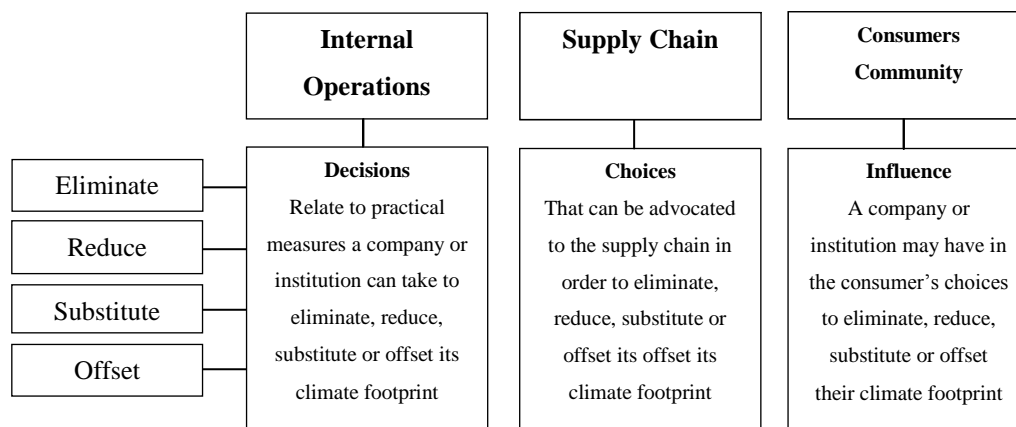 Internal
Operations
Supply Chain
Consumers
Community
Eliminate
Reduce
Substitute
Offset
Decisions
Relate to practical
measures a company or
institution can take to
eliminate, reduce,
substitute or offset its
climate footprint
Choices
That can be advocated
to the supply chain in
order to eliminate,
reduce, substitute or
offset its offset its
climate footprint
Influence
A company or
institution may have in
the consumer’s choices
to eliminate, reduce,
substitute or offset
their climate footprint